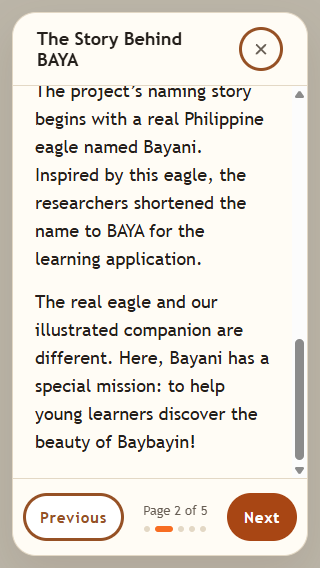 The Story Behind
BAYA
The project's naming story
begins with a real Philippine
eagle named Bayani.
Inspired by this eagle, the
researchers shortened the
name to BAYA for the
learning application.
The real eagle and our
illustrated companion are
different. Here, Bayani has a
special mission: to help
young learners discover the
beauty of Baybayin!
Previous
Page 2 of 5
Next